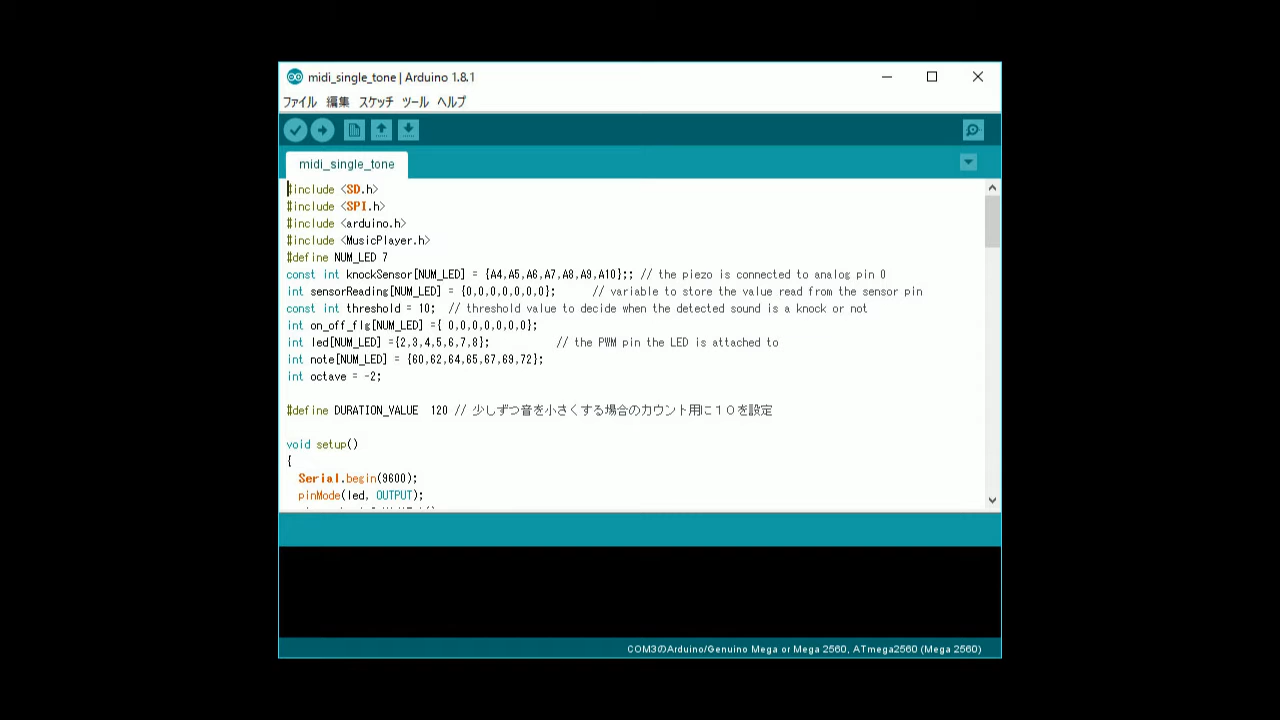 midi_single_tone | Arduino 1.8.1
ファイル 編集 スケッチ ツール ヘルプ
midi_single_tone
#include <SD.h>
#include <SPI.h>
#include <arduino.h>
#include <MusicPlayer.h>
#define NUM_LED 7
const int knockSensor[NUM_LED] = {A4,A5,A6,A7,A8,A9,A10};; // the piezo is connected to analog pin 0
int sensorReading[NUM_LED] = {0,0,0,0,0,0,0}; // variable to store the value read from the sensor pin
const int threshold = 10; // threshold value to decide when the detected sound is a knock or not
int on_off_flg[NUM_LED] ={ 0,0,0,0,0,0,0};
int led[NUM_LED] ={2,3,4,5,6,7,8}; // the PWM pin the LED is attached to
int note[NUM_LED] = {60,62,64,65,67,69,72};
int octave = -2;
#define DURATION_VALUE 120 // 少しずつ音を小さくする場合のカウント用に１０を設定
void setup()
{
Serial.begin(9600);
pinMode(led, OUTPUT);
COM3のArduino/Genuino Mega or Mega 2560, ATmega2560 (Mega 2560)